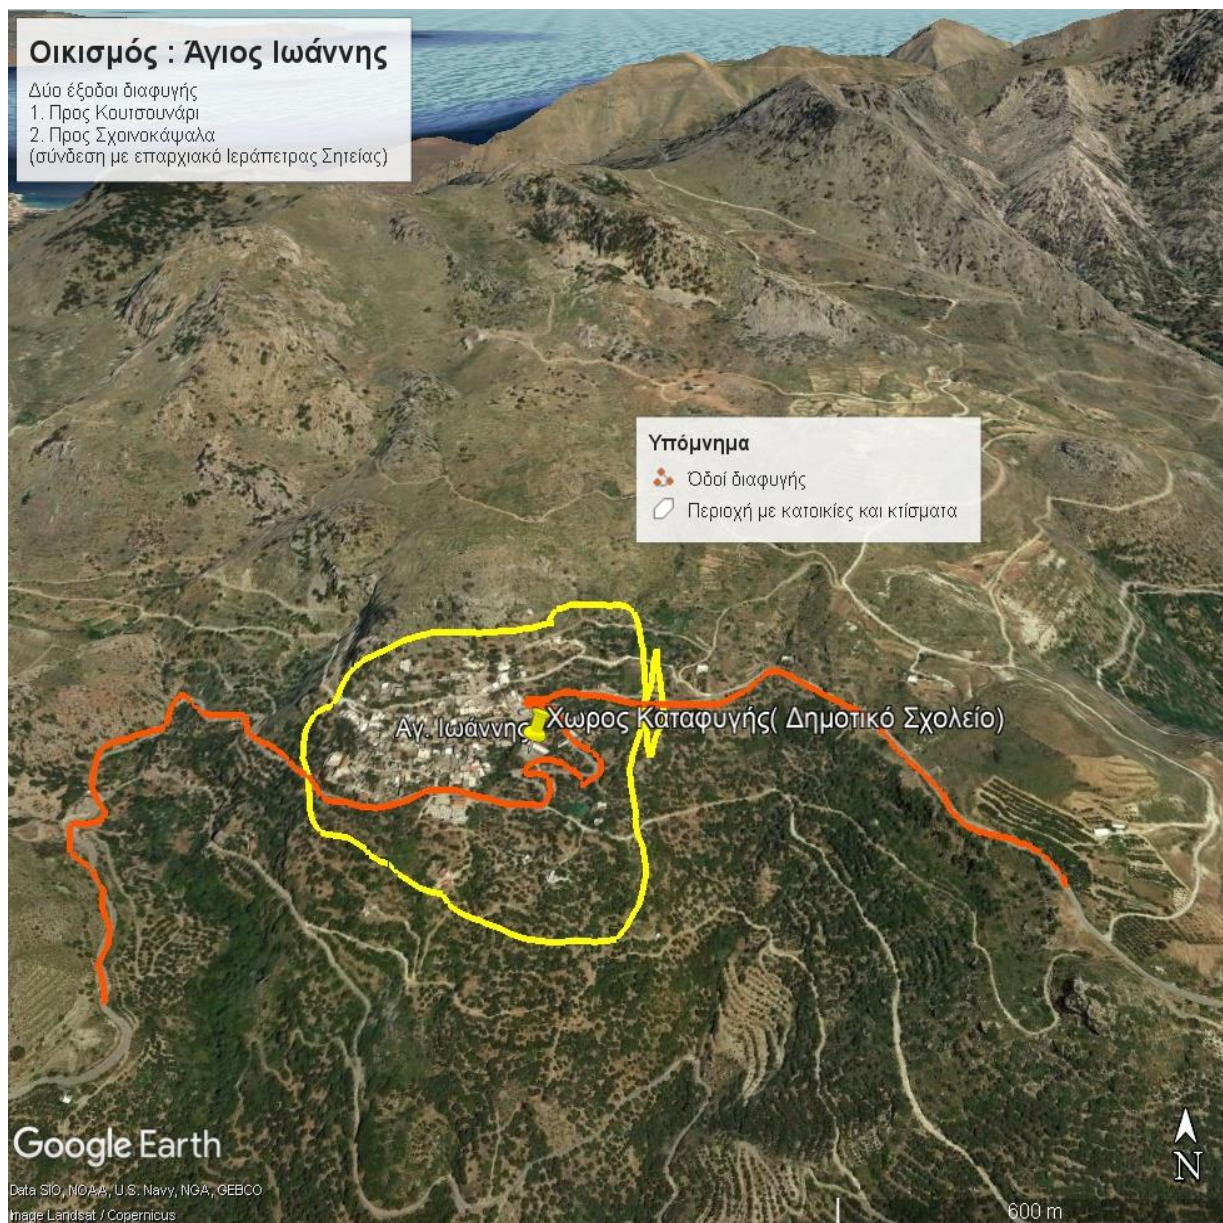 Οικισμός : Άγιος Ιωάννης
Δύο έξοδοι διαφυγής
1. Προς Κουτσουνάρι
2. Προς Σχοινοκάψαλα
(σύνδεση με επαρχιακό Ιεράπετρας Σητείας)
Υπόμνημα
Όδοί διαφυγής
Περιοχή με κατοικίες και κτίσματα
Αγ. Ιωάννης
Χωρος Καταφυγής( Δημοτικό Σχολείο)
Google Earth
Data SIO, NOAA, U.S. Navy, NGA, GEBCO
Image Landsat / Copernicus
N
600 m